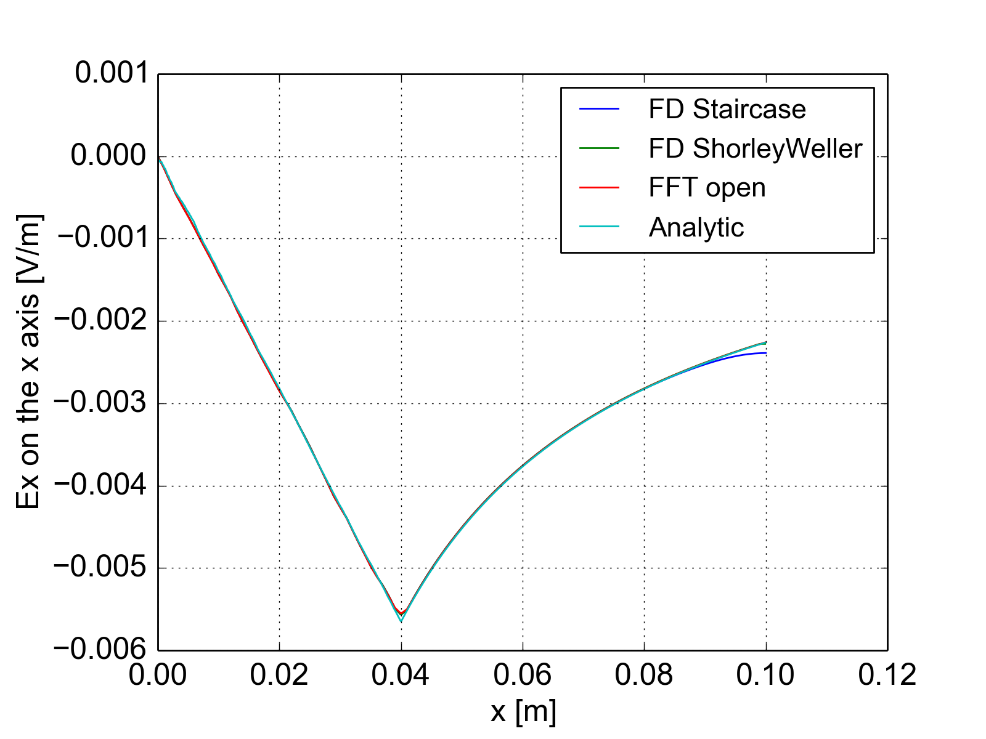 0.001
0.000
−0.001
−0.002
−0.003
−0.004
−0.005
−0.006
Ex on the x axis [V/m]
FD Staircase
FD ShorleyWeller
FFT open
Analytic
0.00 0.02 0.04 0.06 0.08 0.10 0.12
x [m]